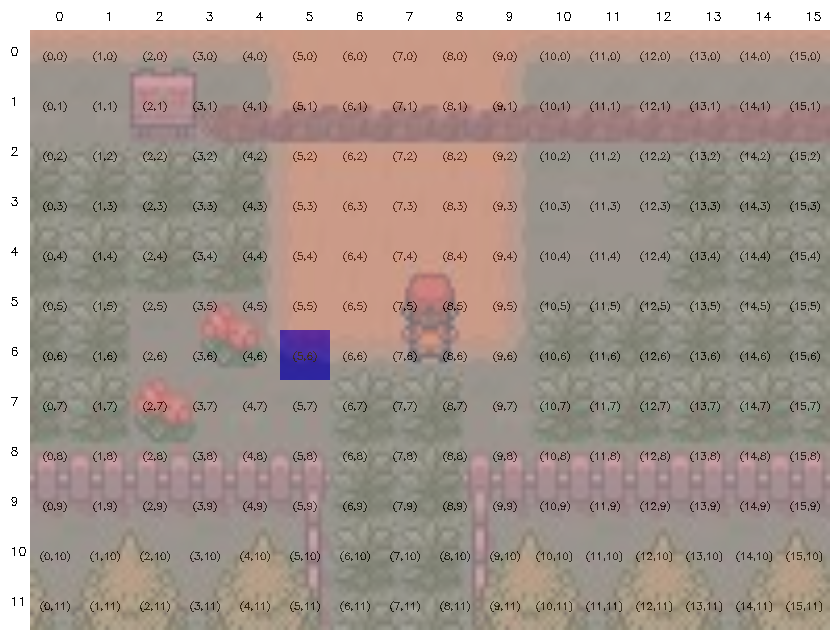 0 1 2 3 4 5 6 7 8 9 10 11 12 13 14 15
0 (0,0) (1,0) (2,0) (3,0) (4,0) (5,0) (6,0) (7,0) (8,0) (9,0) (10,0) (11,0) (12,0) (13,0) (14,0) (15,0)
1 (0,1) (1,1) (2,1) (3,1) (4,1) (5,1) (6,1) (7,1) (8,1) (9,1) (10,1) (11,1) (12,1) (13,1) (14,1) (15,1)
2 (0,2) (1,2) (2,2) (3,2) (4,2) (5,2) (6,2) (7,2) (8,2) (9,2) (10,2) (11,2) (12,2) (13,2) (14,2) (15,2)
3 (0,3) (1,3) (2,3) (3,3) (4,3) (5,3) (6,3) (7,3) (8,3) (9,3) (10,3) (11,3) (12,3) (13,3) (14,3) (15,3)
4 (0,4) (1,4) (2,4) (3,4) (4,4) (5,4) (6,4) (7,4) (8,4) (9,4) (10,4) (11,4) (12,4) (13,4) (14,4) (15,4)
5 (0,5) (1,5) (2,5) (3,5) (4,5) (5,5) (6,5) (7,5) (8,5) (9,5) (10,5) (11,5) (12,5) (13,5) (14,5) (15,5)
6 (0,6) (1,6) (2,6) (3,6) (4,6) (5,6) (6,6) (7,6) (8,6) (9,6) (10,6) (11,6) (12,6) (13,6) (14,6) (15,6)
7 (0,7) (1,7) (2,7) (3,7) (4,7) (5,7) (6,7) (7,7) (8,7) (9,7) (10,7) (11,7) (12,7) (13,7) (14,7) (15,7)
8 (0,8) (1,8) (2,8) (3,8) (4,8) (5,8) (6,8) (7,8) (8,8) (9,8) (10,8) (11,8) (12,8) (13,8) (14,8) (15,8)
9 (0,9) (1,9) (2,9) (3,9) (4,9) (5,9) (6,9) (7,9) (8,9) (9,9) (10,9) (11,9) (12,9) (13,9) (14,9) (15,9)
10 (0,10) (1,10) (2,10) (3,10) (4,10) (5,10) (6,10) (7,10) (8,10) (9,10) (10,10) (11,10) (12,10) (13,10) (14,10) (15,10)
11 (0,11) (1,11) (2,11) (3,11) (4,11) (5,11) (6,11) (7,11) (8,11) (9,11) (10,11) (11,11) (12,11) (13,11) (14,11) (15,11)